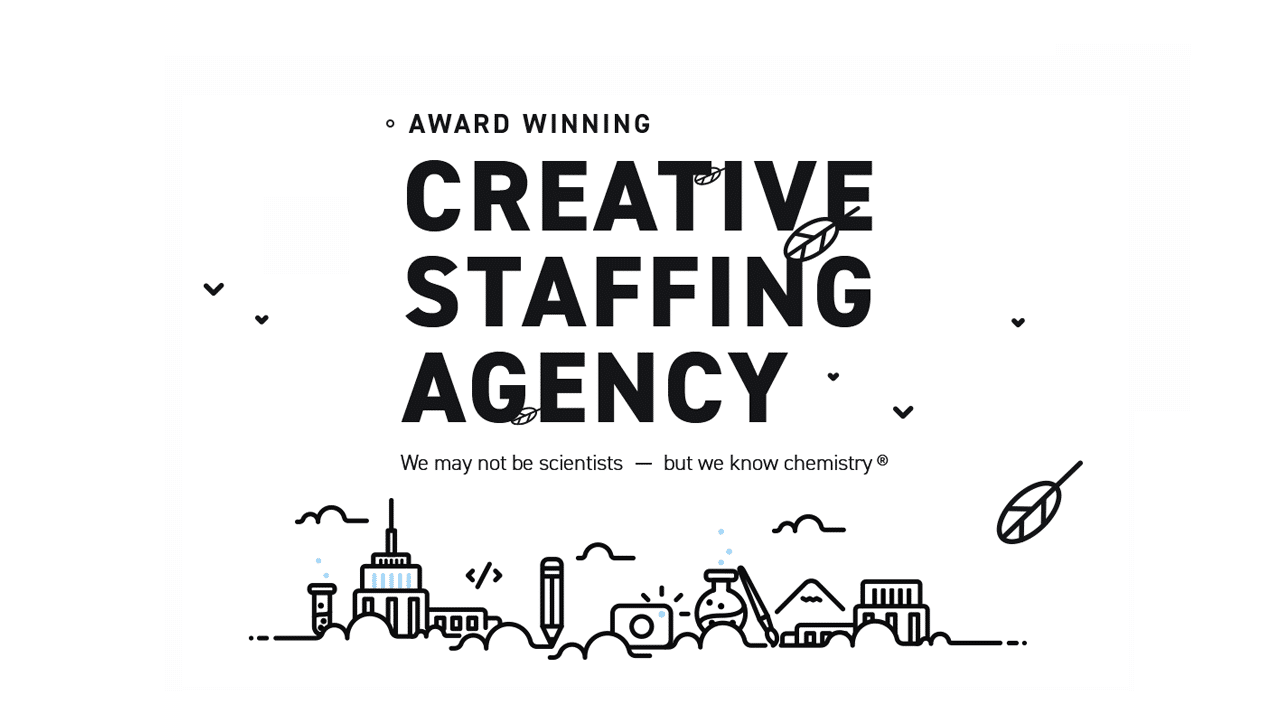 AWARD WINNING
CREATIVE
STAFFING
AGENCY
We may not be scientists — but we know chemistry ®
</>